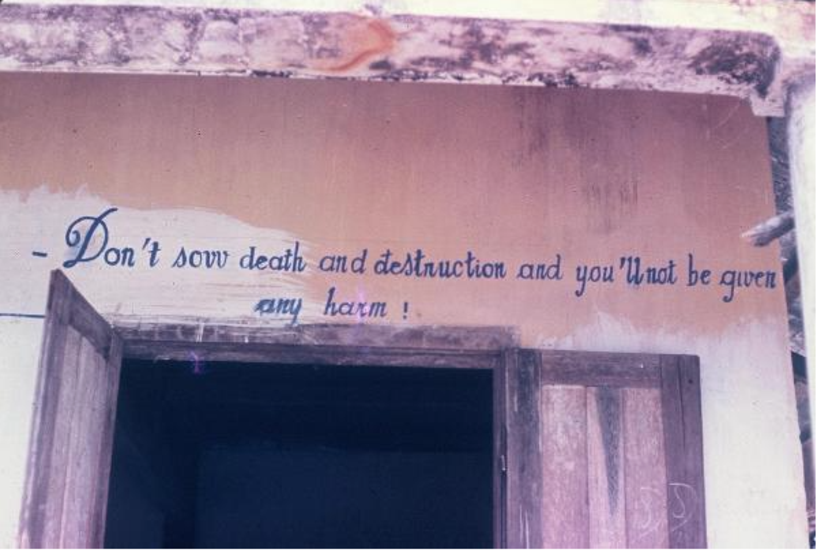 - Don't sow death and destruction and you'll not be given
any harm !